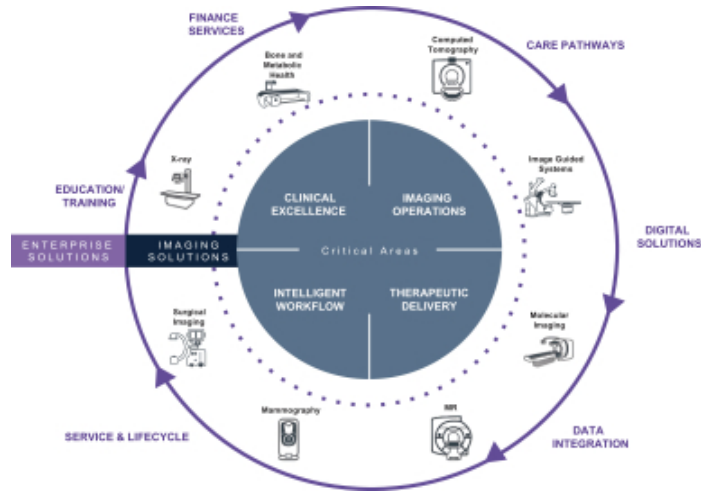 FINANCE
SERVICES
Bone and
Metabolic
Health
Computed
Tomography
CARE PATHWAYS
X-ray
Image Guided
Systems
EDUCATION/
TRAINING
CLINICAL
EXCELLENCE
IMAGING
OPERATIONS
DIGITAL
SOLUTIONS
ENTERPRISE
SOLUTIONS
IMAGING
SOLUTIONS
Critical Areas
INTELLIGENT
WORKFLOW
THERAPEUTIC
DELIVERY
Surgical
Imaging
Molecular
Imaging
Mammography
MR
SERVICE & LIFECYCLE
DATA
INTEGRATION